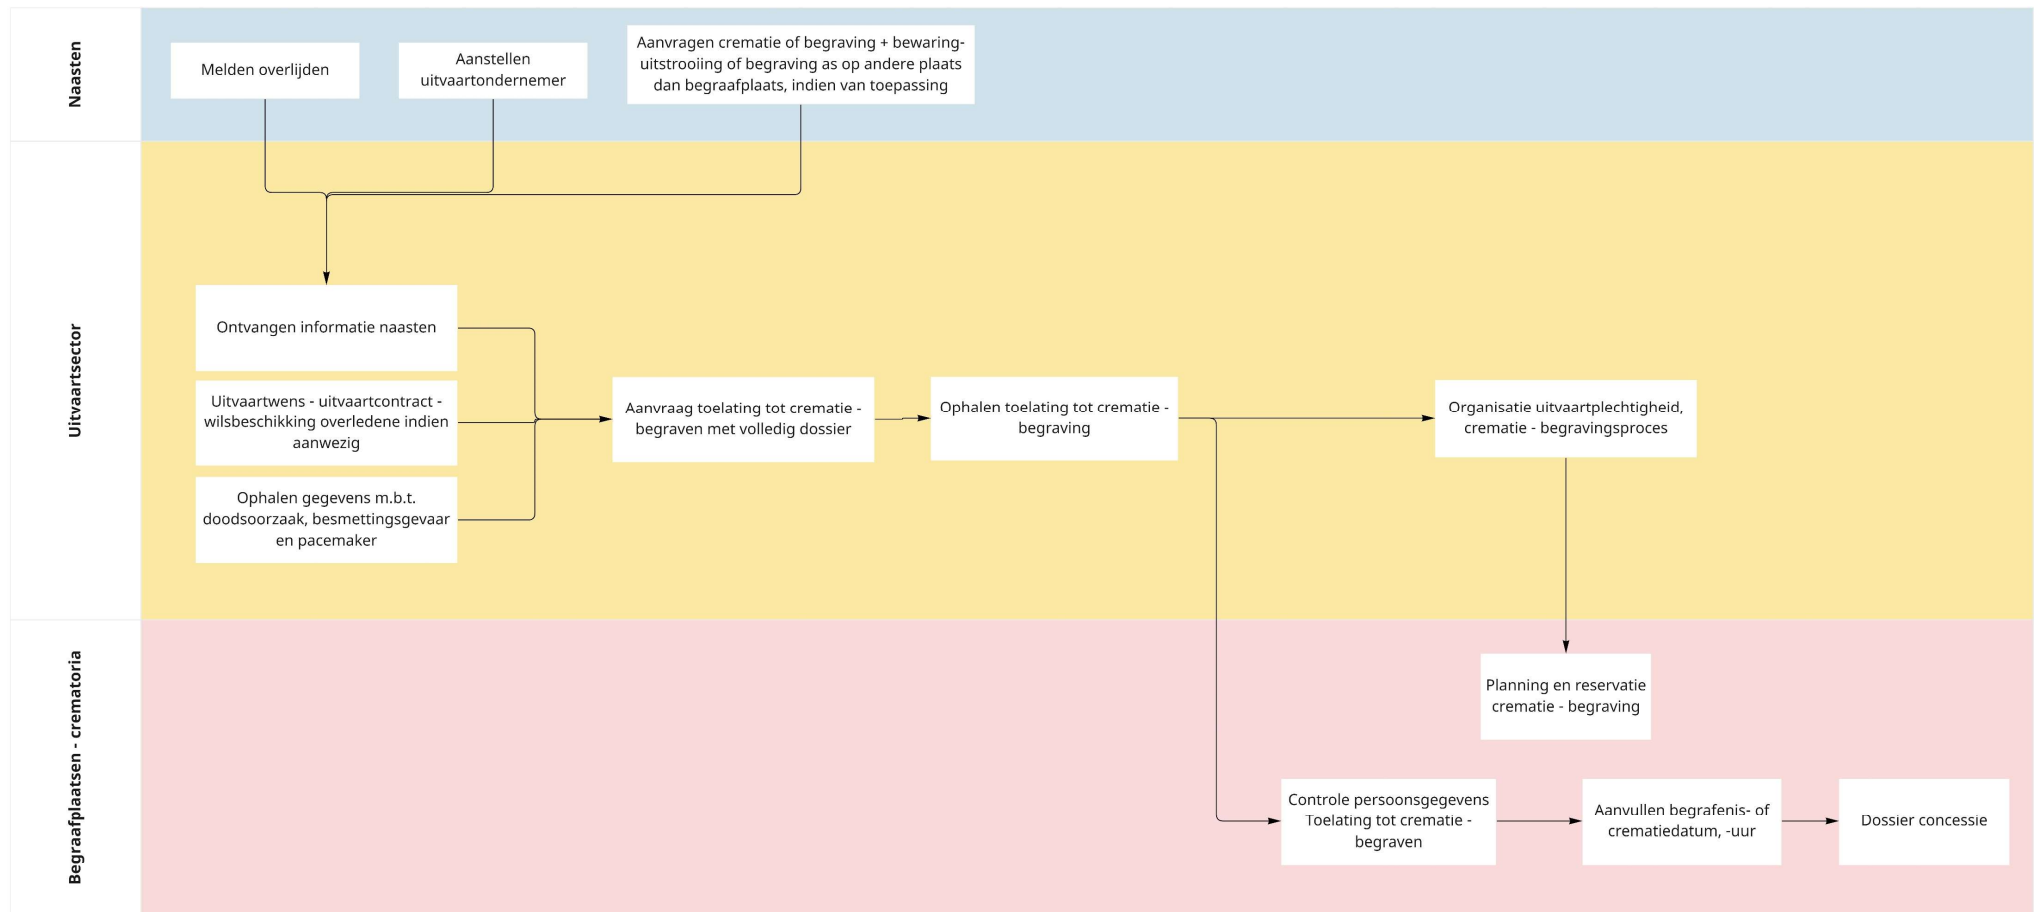 Naasten
Melden overlijden
Aanstellen
uitvaartondernemer
Aanvragen crematie of begraving + bewaring-
uitstrooiing of begraving as op andere plaats
dan begraafplaats, indien van toepassing
Uitvaartsector
Ontvangen informatie naasten
Uitvaartwens - uitvaartcontract -
wilsbeschikking overledene indien
aanwezig
Ophalen gegevens m.b.t.
doodsoorzaak, besmettingsgevaar
en pacemaker
Aanvraag toelating tot crematie -
begraven met volledig dossier
Ophalen toelating tot crematie -
begraving
Organisatie uitvaartplechtigheid,
crematie - begravingsproces
Begraafplaatsen - crematoria
Planning en reservatie
crematie - begraving
Controle persoonsgegevens
Toelating tot crematie -
begraven
Aanvullen begrafenis- of
crematiedatum, -uur
Dossier concessie